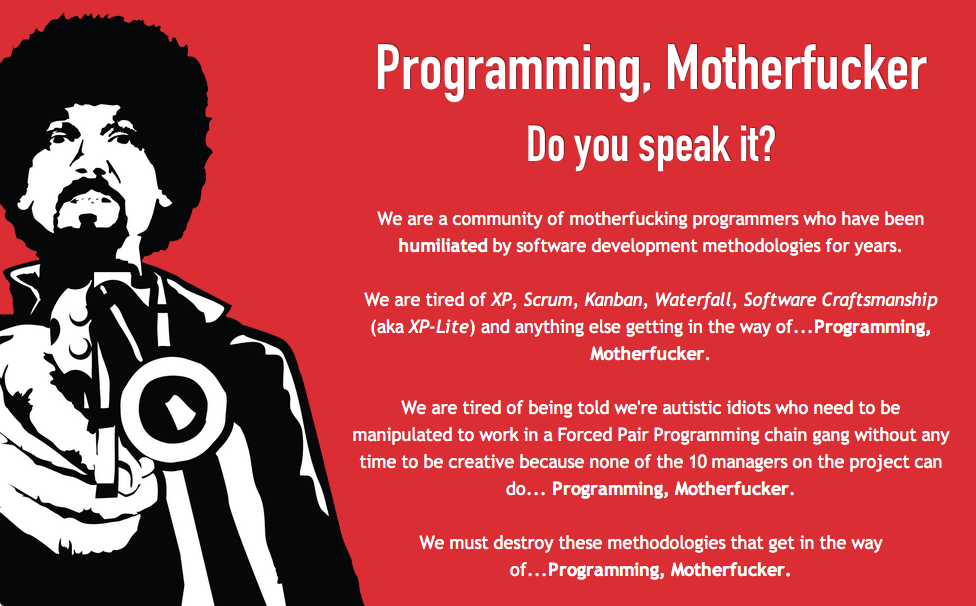 Programming, Motherfucker
Do you speak it?
We are a community of motherfucking programmers who have been
humiliated by software development methodologies for years.
We are tired of XP, Scrum, Kanban, Waterfall, Software Craftsmanship
(aka XP-Lite) and anything else getting in the way of...Programming,
Motherfucker.
We are tired of being told we're autistic idiots who need to be
manipulated to work in a Forced Pair Programming chain gang without any
time to be creative because none of the 10 managers on the project can
do... Programming, Motherfucker.
We must destroy these methodologies that get in the way
of...Programming, Motherfucker.